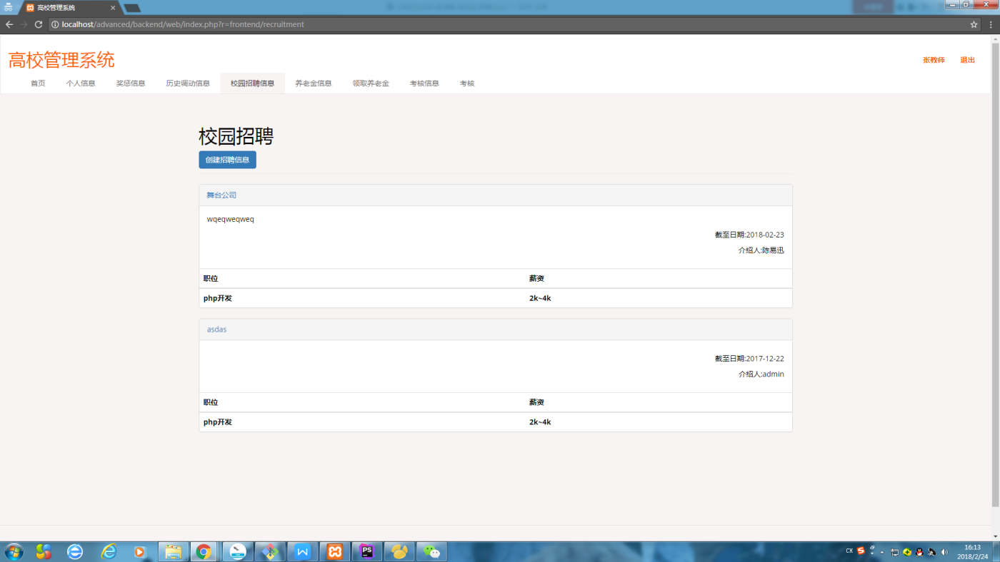 高校管理系统
localhost/advanced/backend/web/index.php?r=frontend/recruitment
高校管理系统
张教师 退出
首页 个人信息 奖惩信息 历史调动信息 校园招聘信息 养老金信息 领取养老金 考核信息 考核
校园招聘
创建招聘信息
舞台公司
wqeqweqweq
截至日期:2018-02-23
介绍人:陈易迅
职位 薪资
php开发 2k~4k
asdas
截至日期:2017-12-22
介绍人:admin
职位 薪资
php开发 2k~4k
PS
CH
16:13
2018/2/24